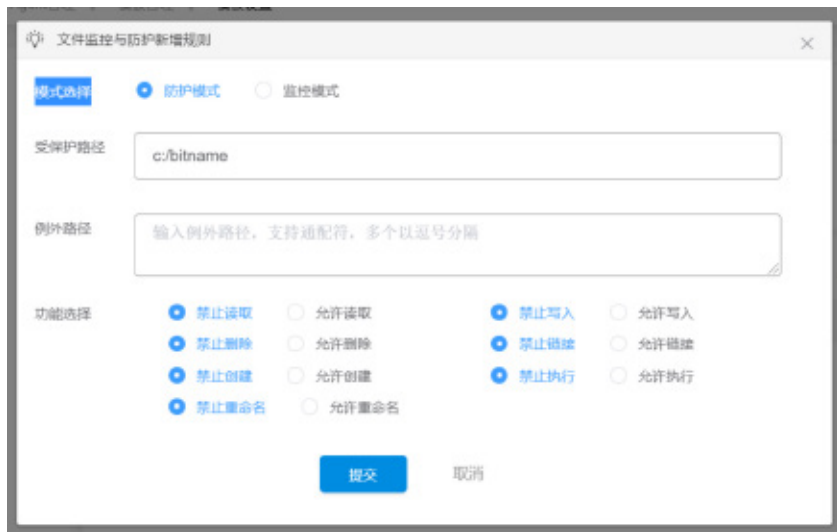 文件监控与防护新增规则
模式选择 防护模式 监控模式
受保护路径 c:/bitname
例外路径 输入例外路径，支持通配符，多个以逗号分隔
功能选择 禁止读取 允许读取 禁止写入 允许写入
禁止删除 允许删除 禁止链接 允许链接
禁止创建 允许创建 禁止执行 允许执行
禁止重命名 允许重命名
提交 取消